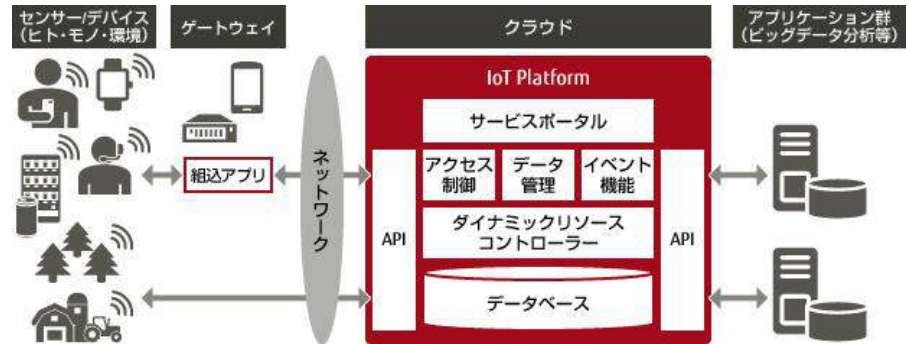 センサー/デバイス
(ヒト・モノ・環境)
ゲートウェイ
クラウド
アプリケーション群
(ビッグデータ分析等)
IoT Platform
サービスポータル
アクセス
制御
データ
管理
イベント
機能
組込アプリ
ネットワーク
API
ダイナミックリソース
コントローラー
API
データベース